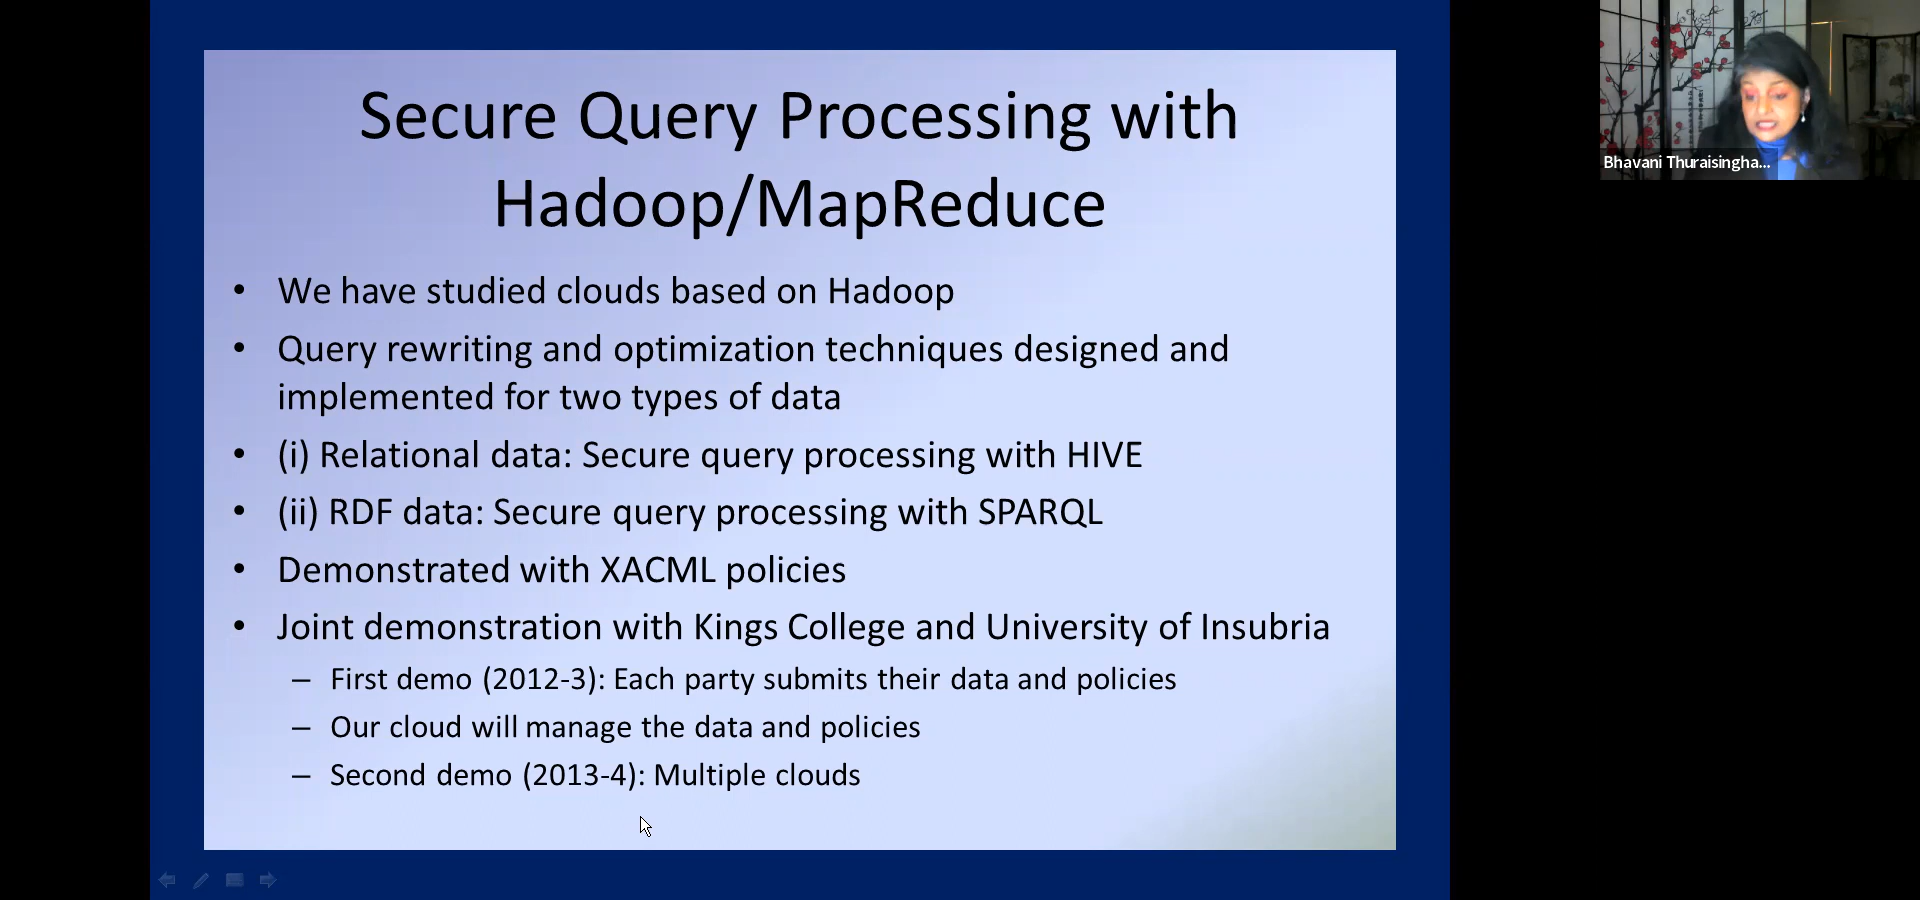 Secure Query Processing with
Hadoop/MapReduce
• We have studied clouds based on Hadoop
• Query rewriting and optimization techniques designed and
implemented for two types of data
• (i) Relational data: Secure query processing with HIVE
• (ii) RDF data: Secure query processing with SPARQL
• Demonstrated with XACML policies
• Joint demonstration with Kings College and University of Insubria
– First demo (2012-3): Each party submits their data and policies
– Our cloud will manage the data and policies
– Second demo (2013-4): Multiple clouds
Bhavani Thuraisingha...